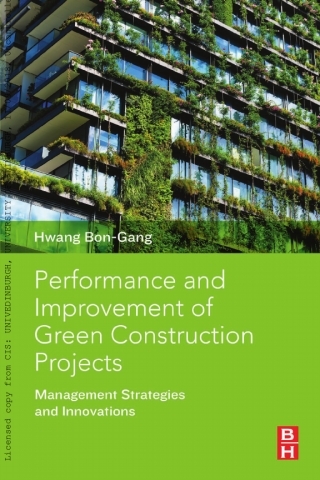 Hwang Bon-Gang
Performance and
Improvement of
Green Construction
Projects
Management Strategies
and Innovations
B
H
Licensed copy from CIS: UNIVEDINBURGH, UNIVERSITY